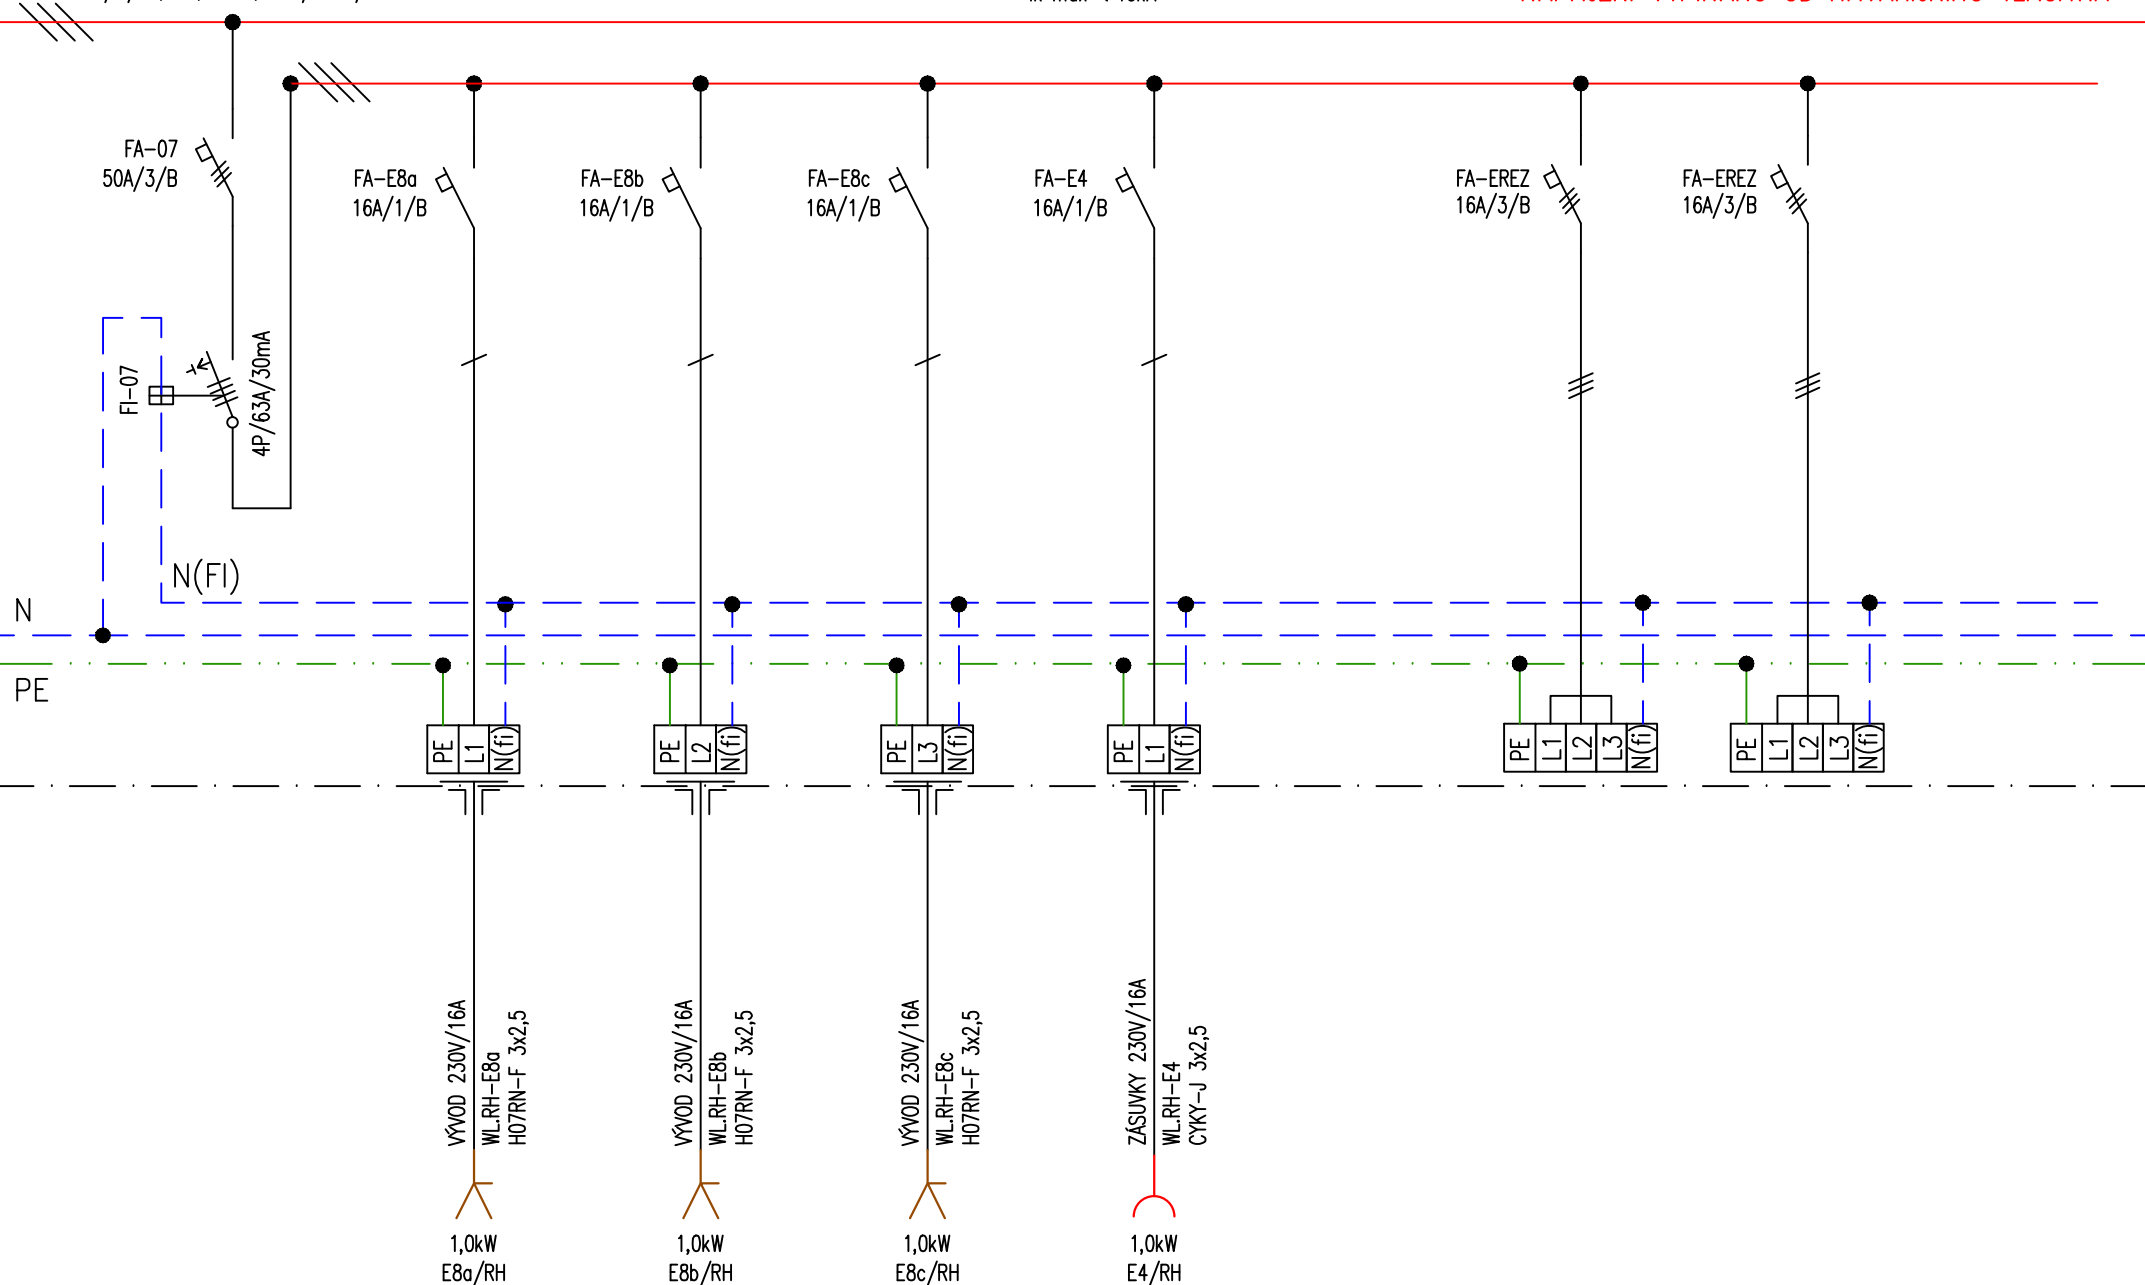 FA-07
50A/3/B
FA-E8a
16A/1/B
FA-E8b
16A/1/B
FA-E8c
16A/1/B
FA-E4
16A/1/B
FA-EREZ
16A/3/B
FA-EREZ
16A/3/B
FI-07
4P/63A/30mA
N(FI)
N
PE
PE L1 N(fi)
PE L2 N(fi)
PE L3 N(fi)
PE L1 N(fi)
PE L1 L2 L3 N(fi)
PE L1 L2 L3 N(fi)
VÝVOD 230V/16A
WL.RH-E8a
H07RN-F 3x2,5
VÝVOD 230V/16A
WL.RH-E8b
H07RN-F 3x2,5
VÝVOD 230V/16A
WL.RH-E8c
H07RN-F 3x2,5
ZÁSUVKY 230V/16A
WL.RH-E4
CYKY-J 3x2,5
1,0kW
E8a/RH
1,0kW
E8b/RH
1,0kW
E8c/RH
1,0kW
E4/RH